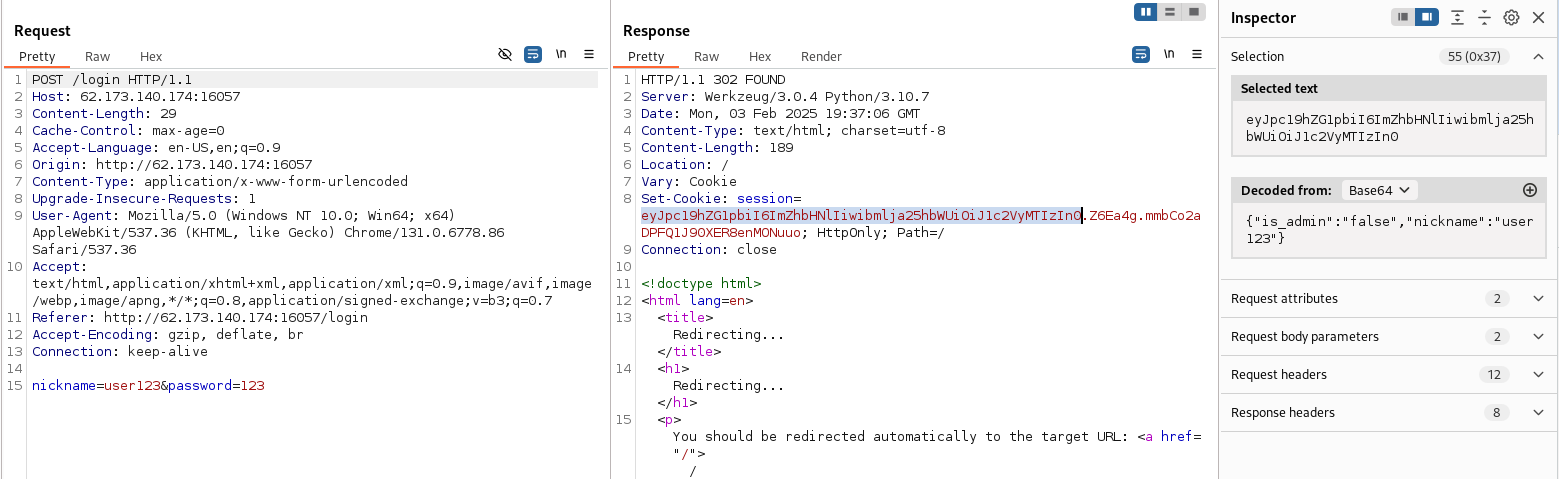 Request
Pretty Raw Hex \n
1 POST /login HTTP/1.1
2 Host: 62.173.140.174:16057
3 Content-Length: 29
4 Cache-Control: max-age=0
5 Accept-Language: en-US,en;q=0.9
6 Origin: http://62.173.140.174:16057
7 Content-Type: application/x-www-form-urlencoded
8 Upgrade-Insecure-Requests: 1
9 User-Agent: Mozilla/5.0 (Windows NT 10.0; Win64; x64)
AppleWebKit/537.36 (KHTML, like Gecko) Chrome/131.0.6778.86
Safari/537.36
10 Accept:
text/html,application/xhtml+xml,application/xml;q=0.9,image/avif,image
/webp,image/apng,*/*;q=0.8,application/signed-exchange;v=b3;q=0.7
11 Referer: http://62.173.140.174:16057/login
12 Accept-Encoding: gzip, deflate, br
13 Connection: keep-alive
14
15 nickname=user123&password=123
Response
Pretty Raw Hex Render \n
1 HTTP/1.1 302 FOUND
2 Server: Werkzeug/3.0.4 Python/3.10.7
3 Date: Mon, 03 Feb 2025 19:37:06 GMT
4 Content-Type: text/html; charset=utf-8
5 Content-Length: 189
6 Location: /
7 Vary: Cookie
8 Set-Cookie: session=
eyJpc19hZG1pbiI6ImZhbHNlIiwibmlja25hbWUiOiJ1c2VyMTIzIn0.Z6Ea4g.mmbCo2a
DPFQ1J90XER8enMONuuo; HttpOnly; Path=/
9 Connection: close
10
11 <!doctype html>
12 <html lang=en>
13 <title>
Redirecting...
</title>
14 <h1>
Redirecting...
</h1>
15 <p>
You should be redirected automatically to the target URL: <a href=
"/">
/
Inspector
Selection 55 (0x37)
Selected text
eyJpc19hZG1pbiI6ImZhbHNlIiwibmlja25h
bWUiOiJ1c2VyMTIzIn0
Decoded from: Base64
{"is_admin":"false","nickname":"user
123"}
Request attributes 2
Request body parameters 2
Request headers 12
Response headers 8